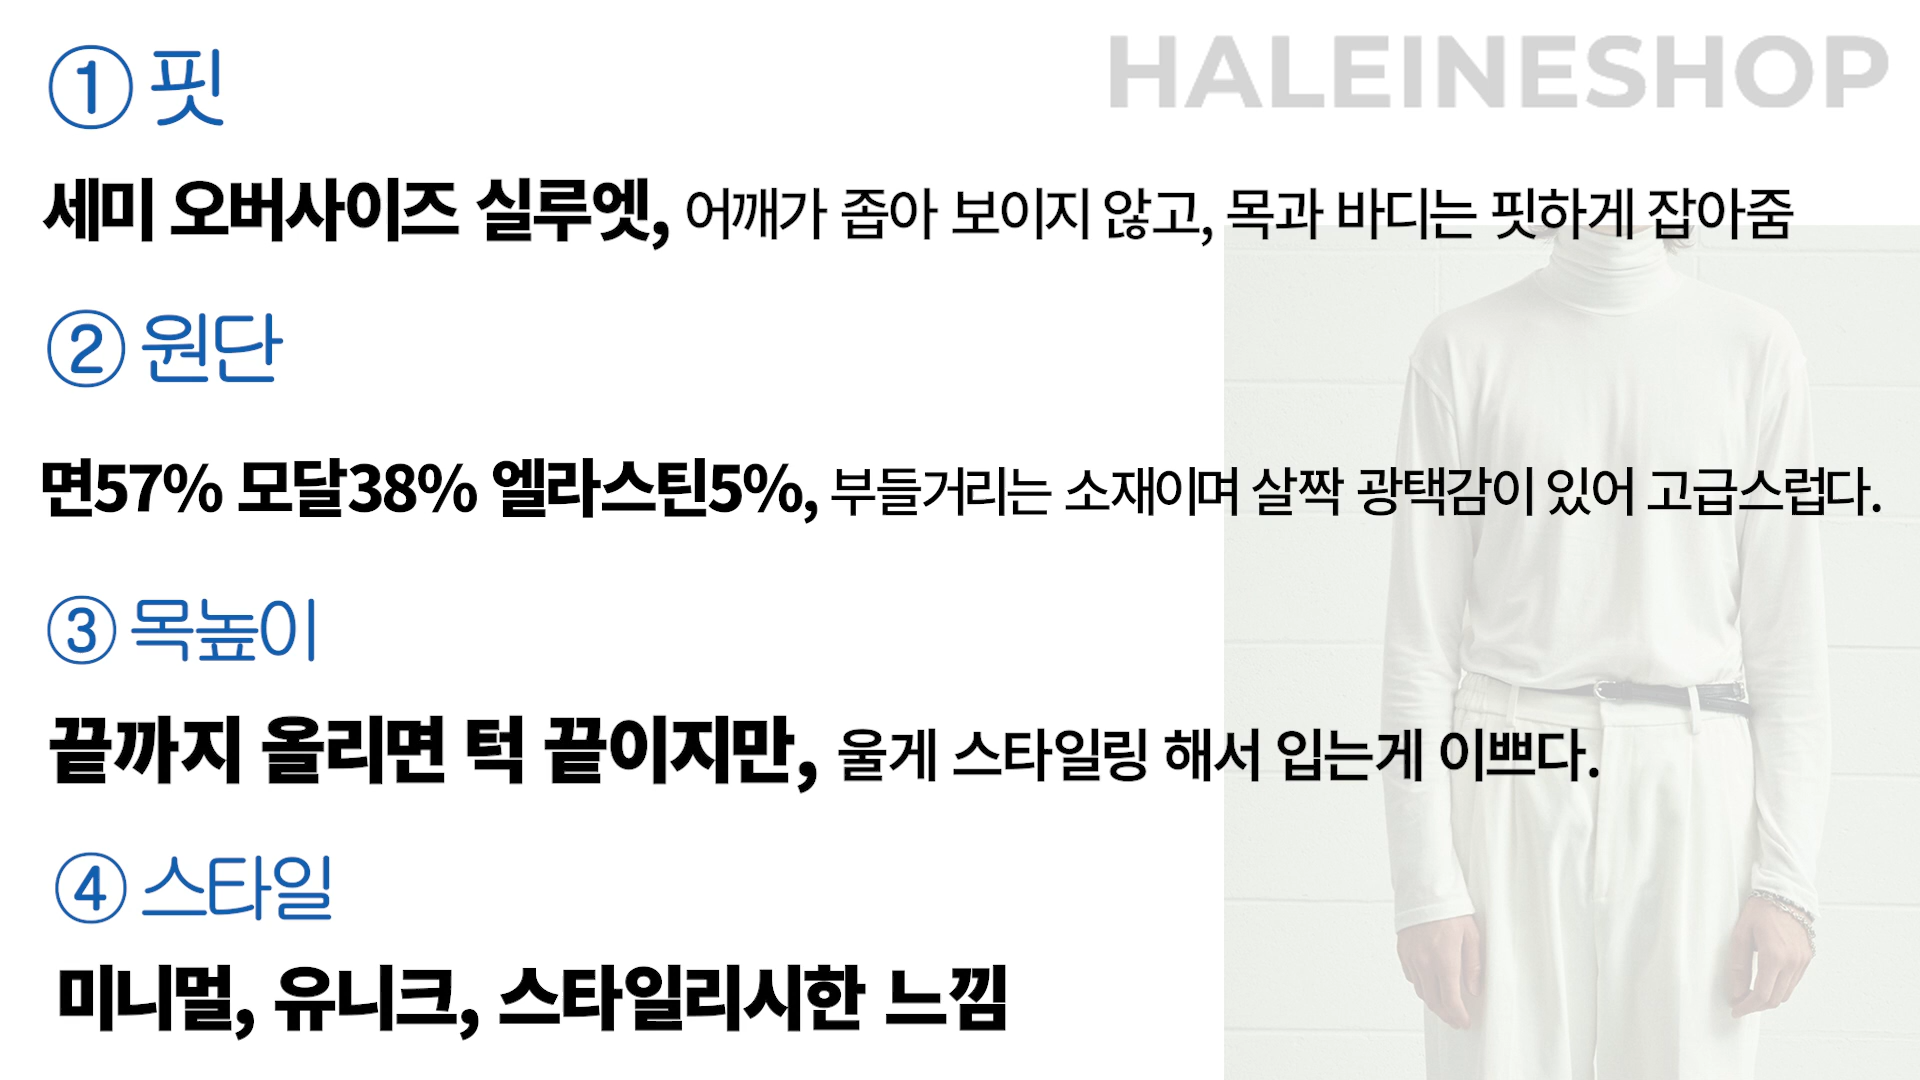 ① 핏
HALEINESHOP
세미 오버사이즈 실루엣, 어깨가 좁아 보이지 않고, 목과 바디는 핏하게 잡아줌
② 원단
면57% 모달38% 엘라스틴5%, 부들거리는 소재이며 살짝 광택감이 있어 고급스럽다.
③ 목높이
끝까지 올리면 턱 끝이지만, 울게 스타일링 해서 입는게 이쁘다.
④ 스타일
미니멀, 유니크, 스타일리시한 느낌